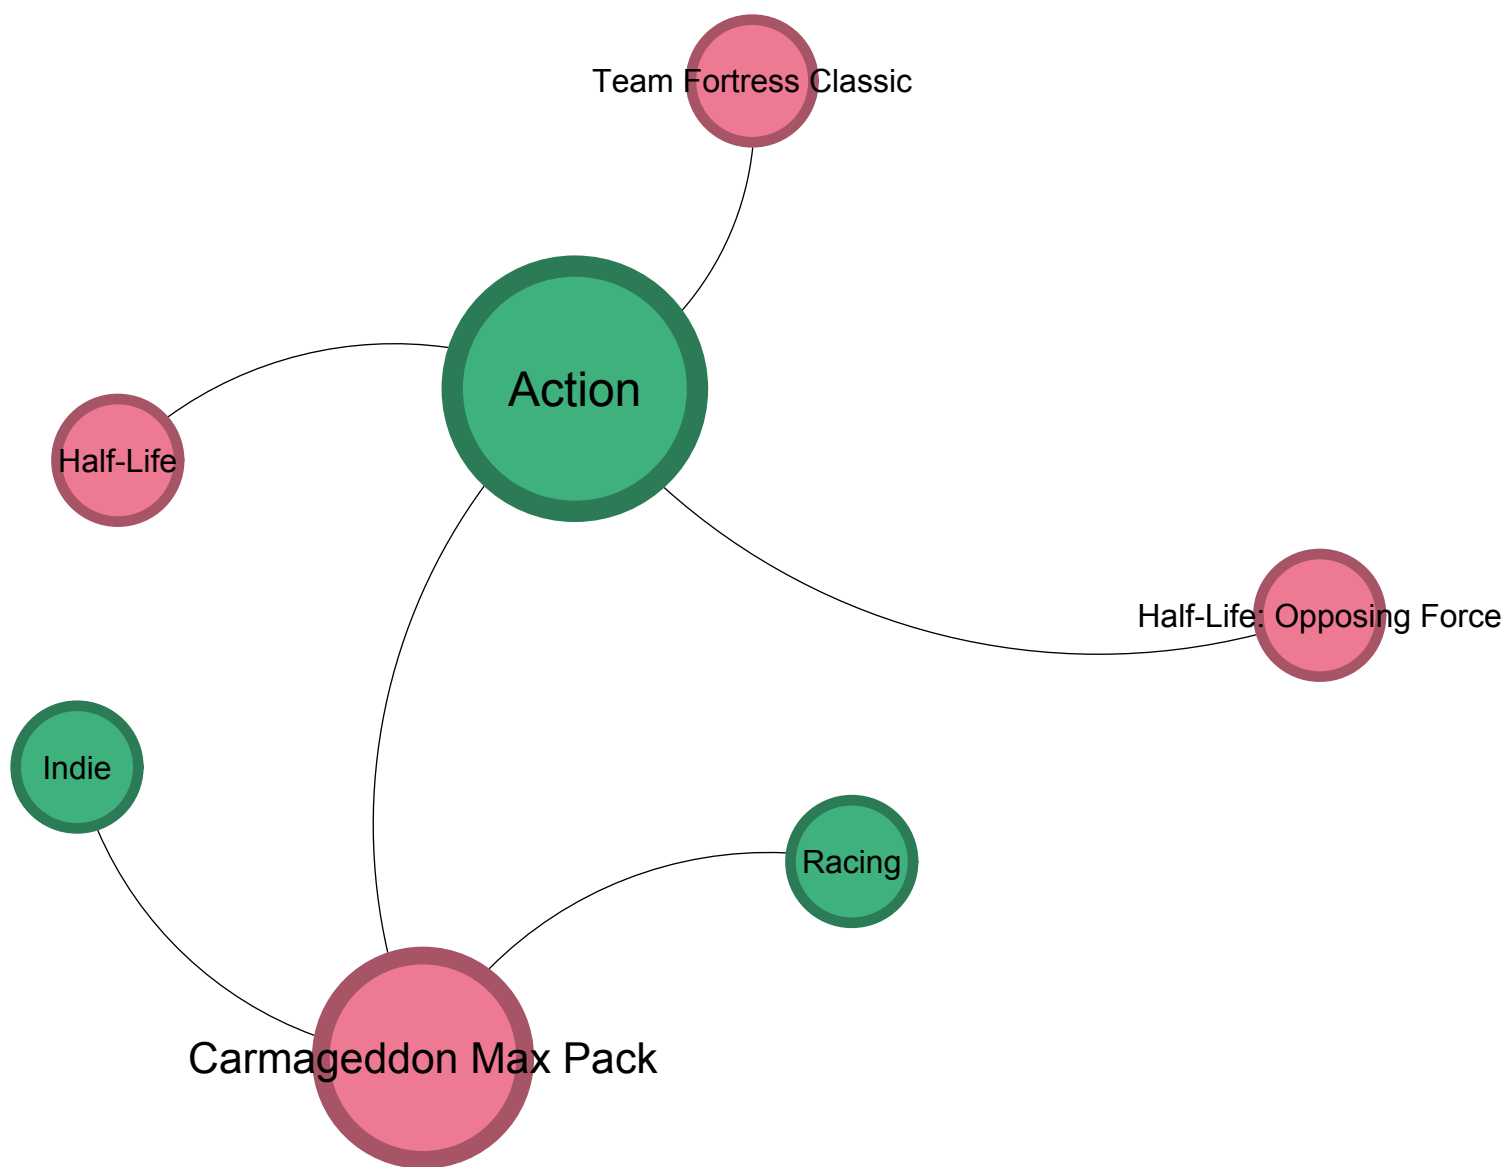 Team Fortress Classic
Action
Half-Life
Half-Life: Opposing Force
Indie
Racing
Carmageddon Max Pack